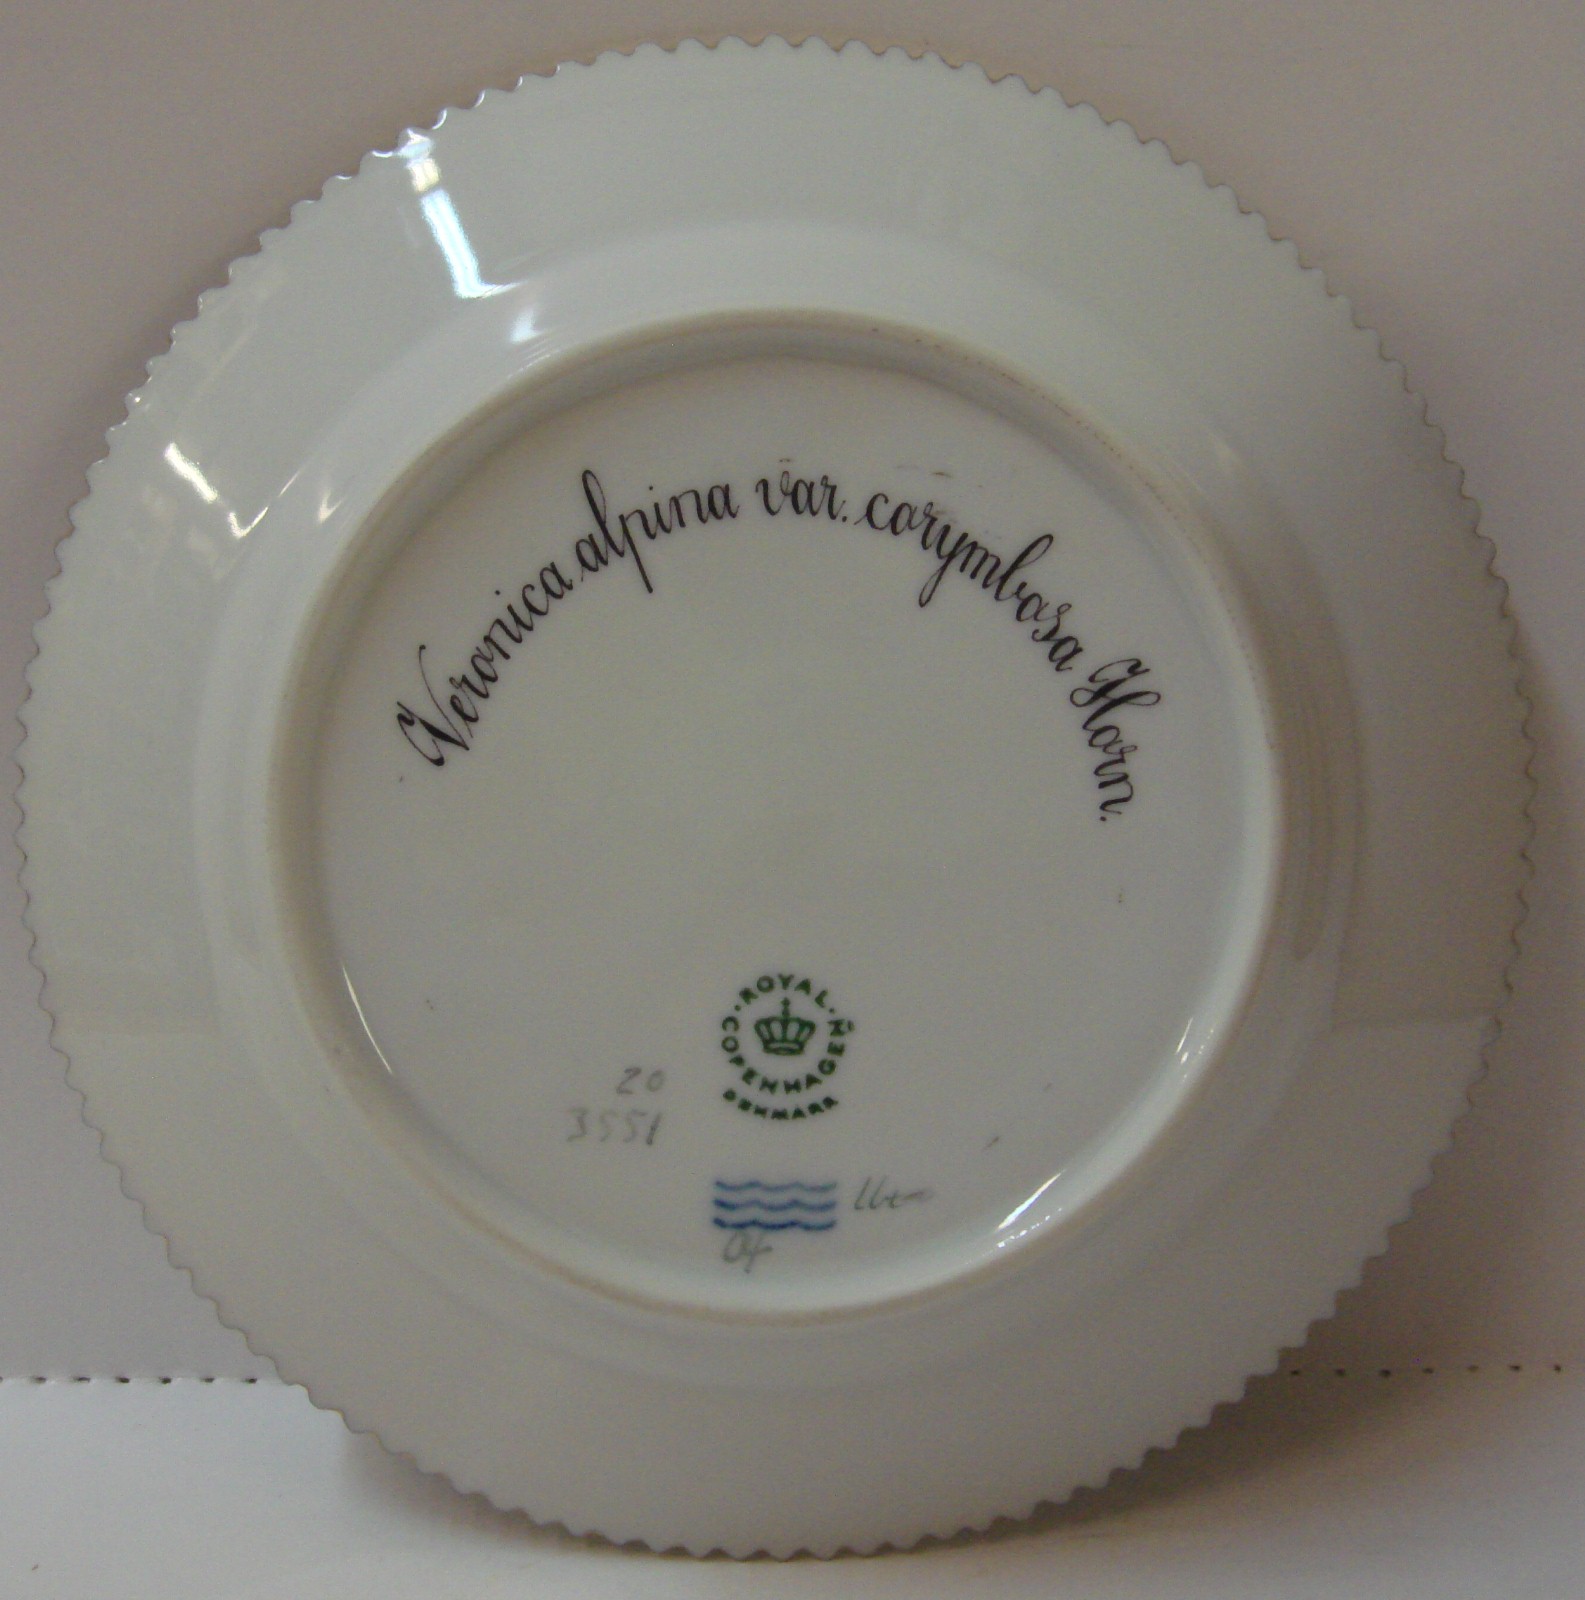 Veronica alpina var. corymbosa Horn.
ROYAL COPENHAGEN
DENMARK
20
3551